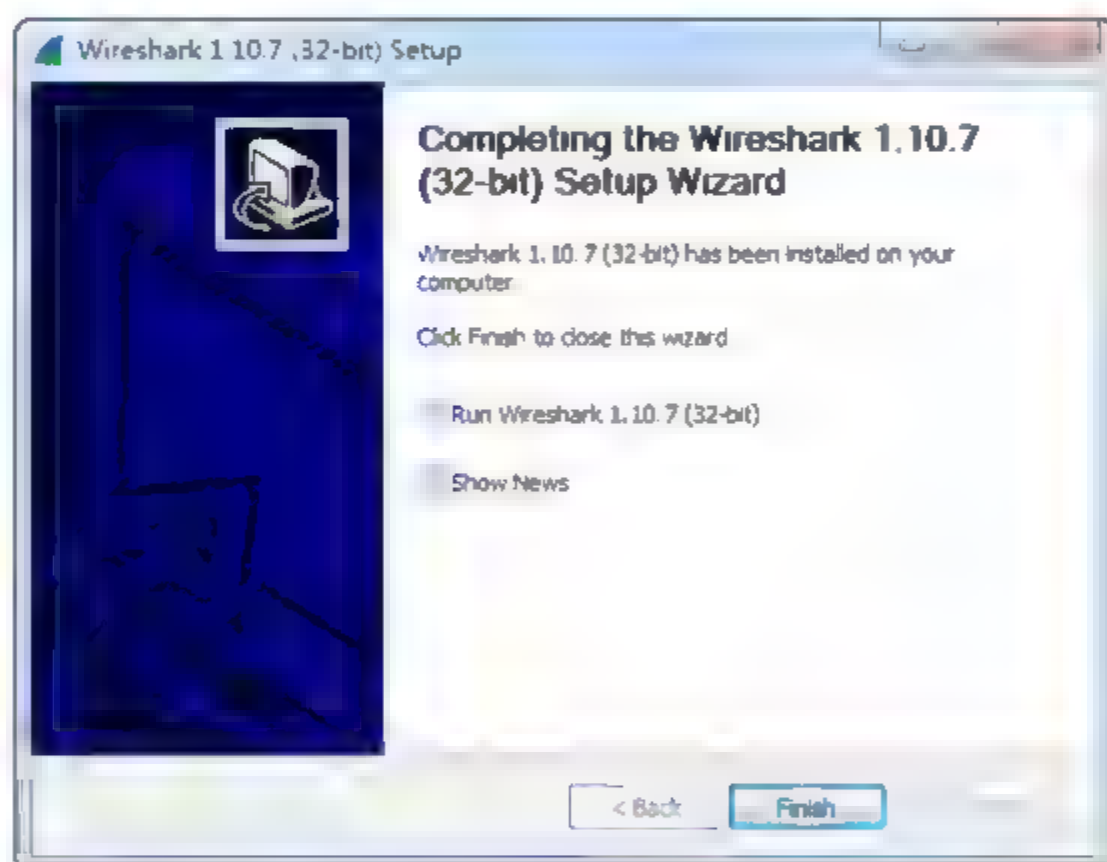 Wireshark 1.10.7 (32-bit) Setup
Completing the Wireshark 1.10.7
(32-bit) Setup Wizard
Wireshark 1.10.7 (32-bit) has been installed on your
computer.
Click Finish to close this wizard.
Run Wireshark 1.10.7 (32-bit)
Show News
< Back
Finish